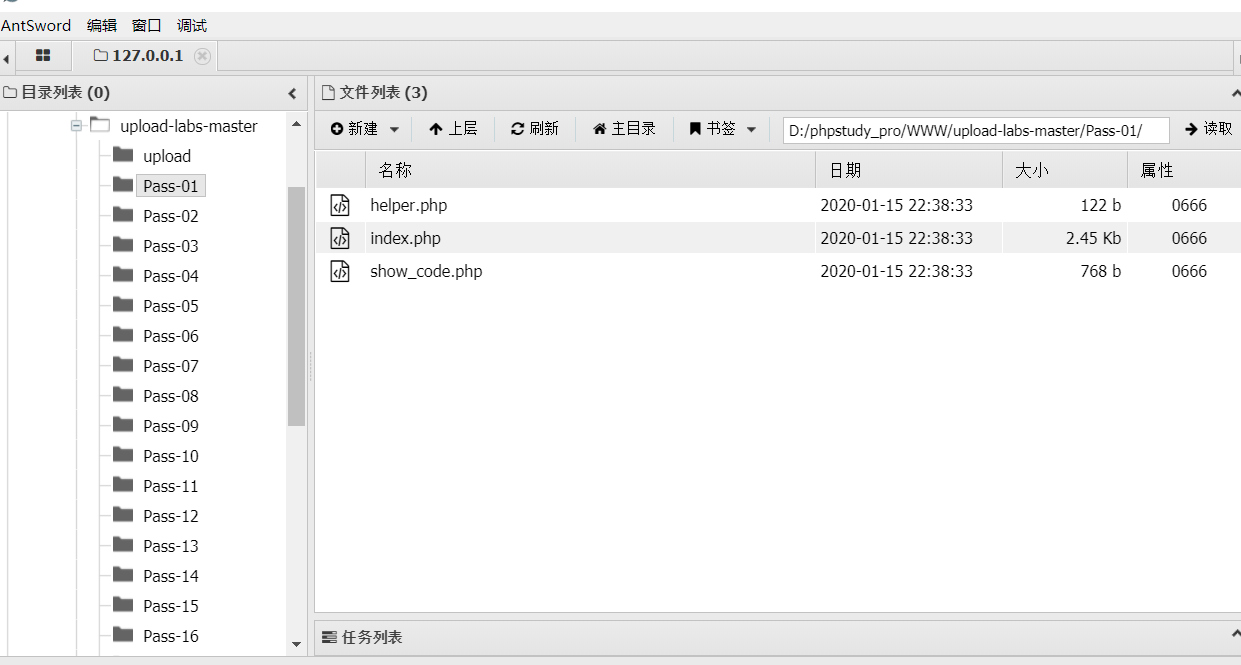 AntSword 编辑 窗口 调试
127.0.0.1
目录列表 (0)
upload-labs-master
upload
Pass-01
Pass-02
Pass-03
Pass-04
Pass-05
Pass-06
Pass-07
Pass-08
Pass-09
Pass-10
Pass-11
Pass-12
Pass-13
Pass-14
Pass-15
Pass-16
文件列表 (3)
新建 上层 刷新 主目录 书签 D:/phpstudy_pro/WWW/upload-labs-master/Pass-01/ 读取
名称 日期 大小 属性
helper.php 2020-01-15 22:38:33 122 b 0666
index.php 2020-01-15 22:38:33 2.45 Kb 0666
show_code.php 2020-01-15 22:38:33 768 b 0666
任务列表